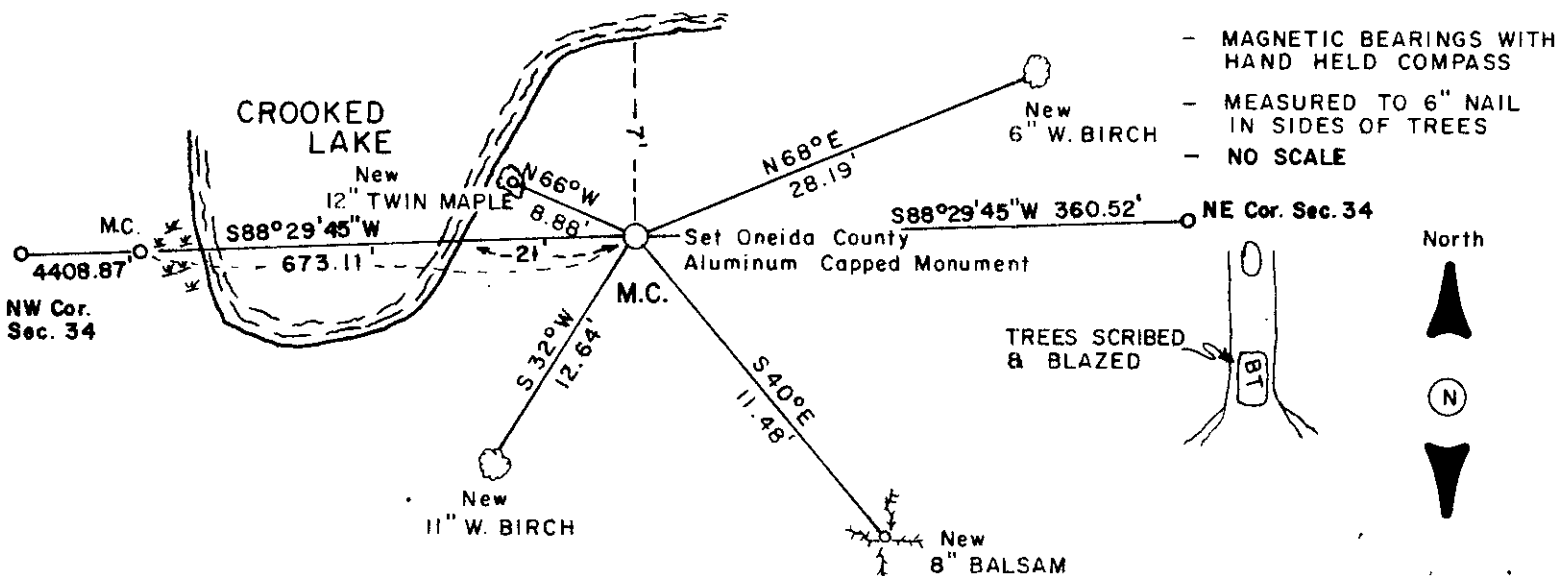 - MAGNETIC BEARINGS WITH
HAND HELD COMPASS
- MEASURED TO 6" NAIL
IN SIDES OF TREES
- NO SCALE
CROOKED
LAKE
New
12" TWIN MAPLE
N66°W
8.88'
7'
N68°E
28.19'
New
6" W. BIRCH
M.C.
S88°29'45"W
673.11'
21'
4408.87'
NW Cor.
Sec. 34
Set Oneida County
Aluminum Capped Monument
M.C.
S88°29'45"W 360.52'
NE Cor. Sec. 34
S32°W
12.64'
New
11" W. BIRCH
S40°E
11.48'
New
8" BALSAM
TREES SCRIBED
& BLAZED
BT
North
N